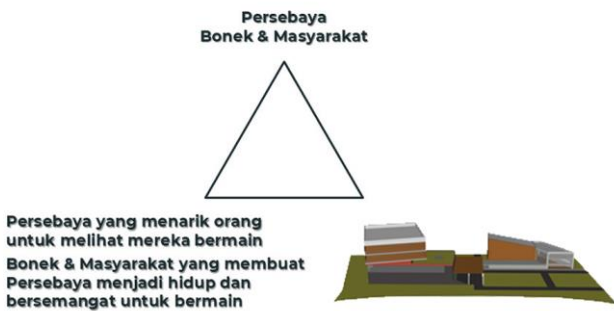 Persebaya
Bonek & Masyarakat
Persebaya yang menarik orang
untuk melihat mereka bermain
Bonek & Masyarakat yang membuat
Persebaya menjadi hidup dan
bersemangat untuk bermain